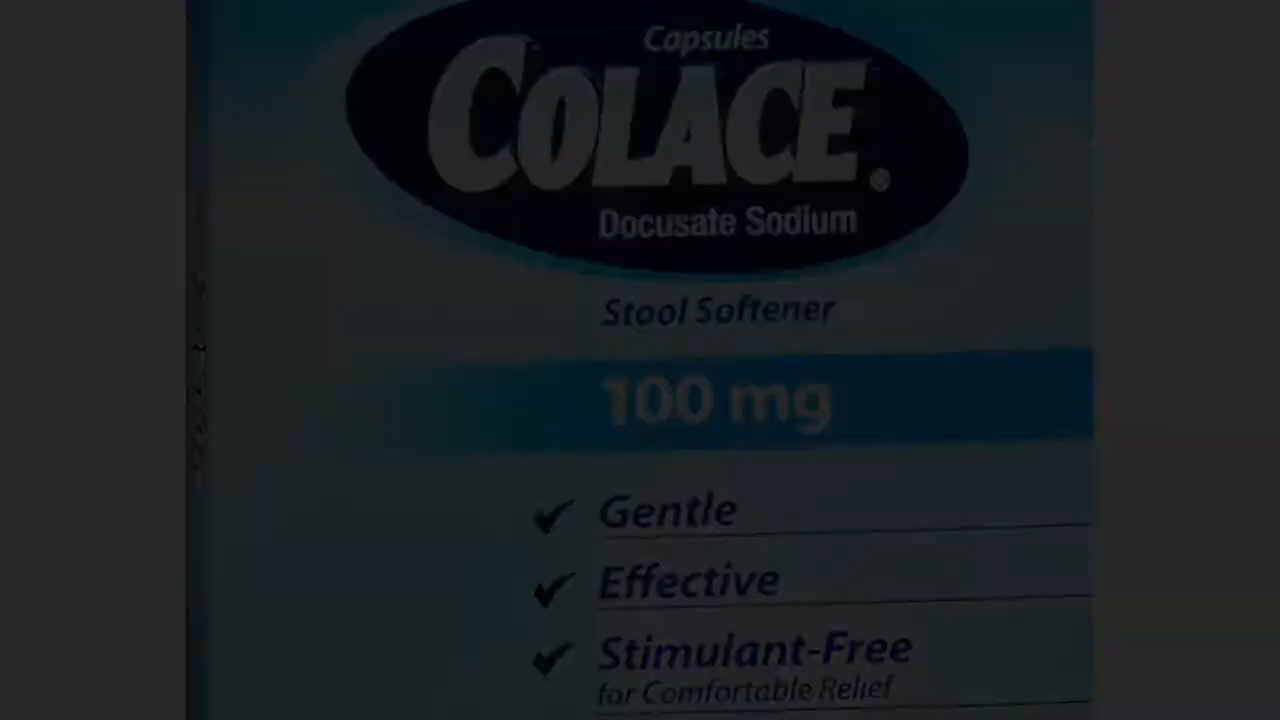 Capsules
COLACE®
Docusate Sodium
Stool Softener
100 mg
✔ Gentle
✔ Effective
✔ Stimulant-Free
for Comfortable Relief